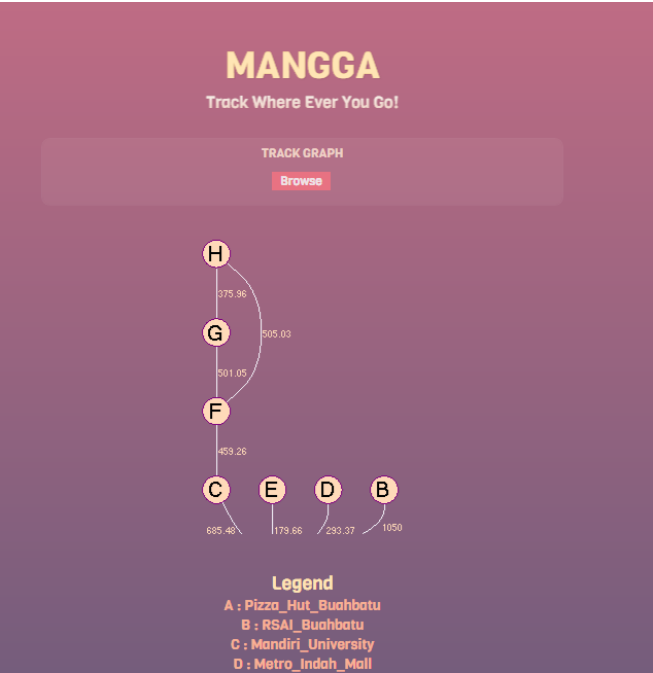 MANGGA
Track Where Ever You Go!
TRACK GRAPH
Browse
H
375.96
G
505.03
501.05
F
459.26
C E D B
685.48 179.66 293.37 1050
Legend
A : Pizza_Hut_Buahbatu
B : RSAI_Buahbatu
C : Mandiri_University
D : Metro_Indah_Mall